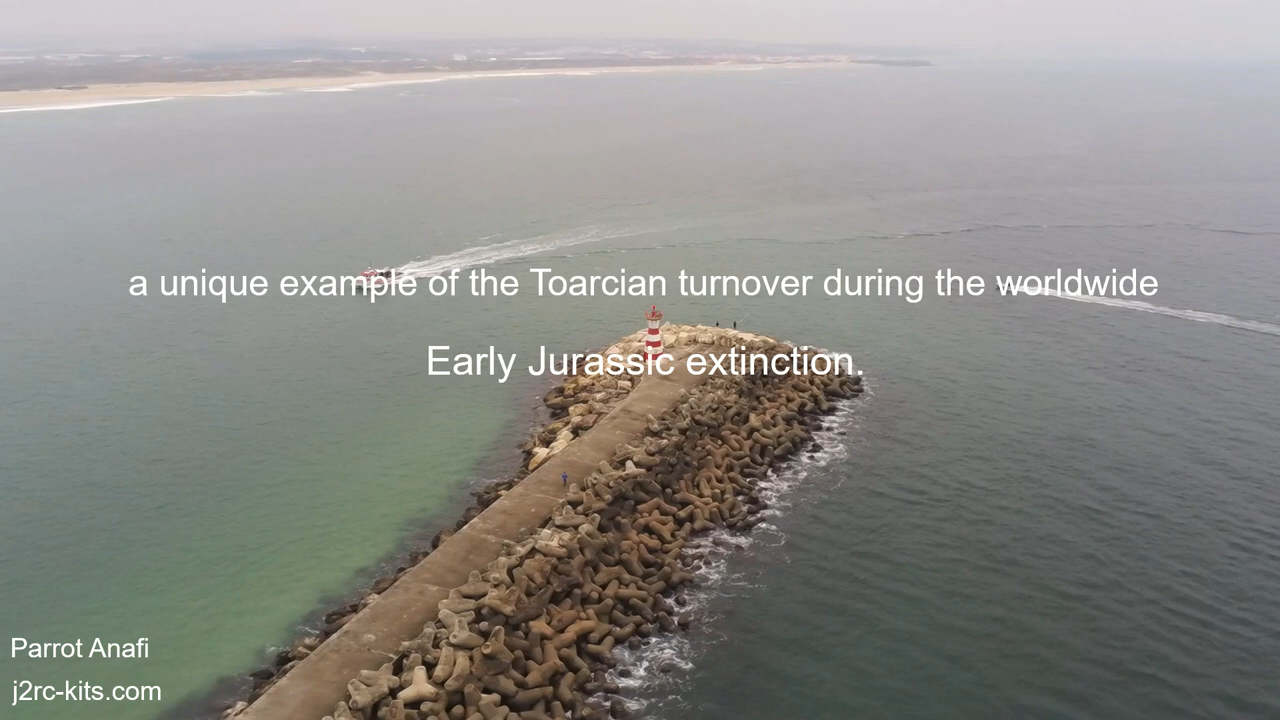 a unique example of the Toarcian turnover during the worldwide
Early Jurassic extinction.
Parrot Anafi
j2rc-kits.com